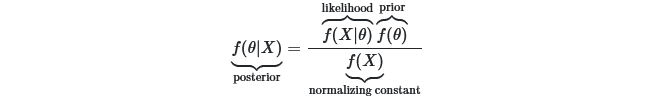 likelihood prior
f(X|θ) f(θ)
f(θ|X) =
posterior
f(X)
normalizing constant